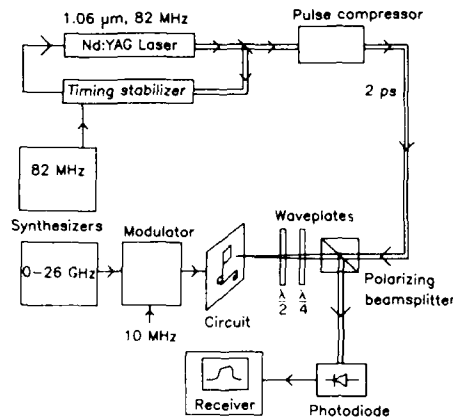 1.06 μm, 82 MHz
Nd:YAG Laser
Pulse compressor
Timing stabilizer
2 ps
82 MHz
Synthesizers
Modulator
Waveplates
0–26 GHz
Polarizing
beamsplitter
λ/2
λ/4
Circuit
10 MHz
Receiver
Photodiode